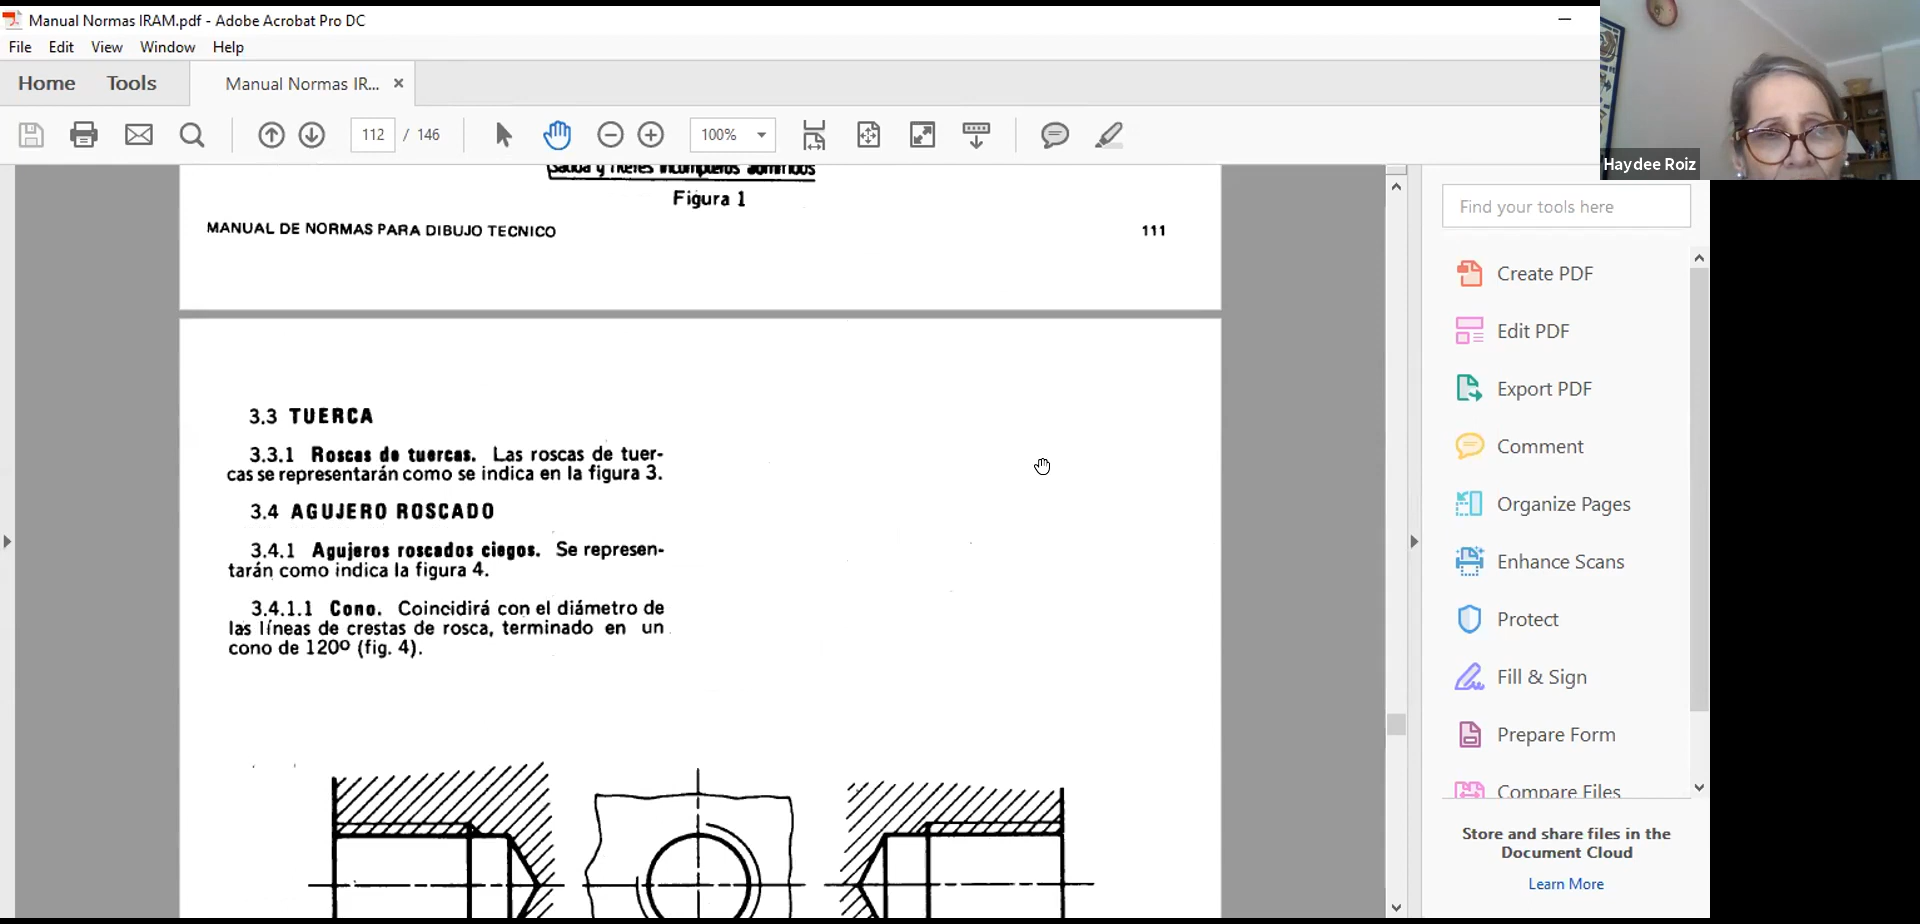 Manual Normas IRAM.pdf - Adobe Acrobat Pro DC
File Edit View Window Help
Home Tools Manual Normas IR... ×
112 / 146 100%
Haydee Roiz
Figura 1
MANUAL DE NORMAS PARA DIBUJO TECNICO 111
3.3 TUERCA
3.3.1 Roscas de tuercas. Las roscas de tuer-
cas se representarán como se indica en la figura 3.
3.4 AGUJERO ROSCADO
3.4.1 Agujeros roscados ciegos. Se represen-
tarán como indica la figura 4.
3.4.1.1 Cono. Coincidirá con el diámetro de
las líneas de crestas de rosca, terminado en un
cono de 120º (fig. 4).
Find your tools here
Create PDF
Edit PDF
Export PDF
Comment
Organize Pages
Enhance Scans
Protect
Fill & Sign
Prepare Form
Compare Files
Store and share files in the
Document Cloud
Learn More